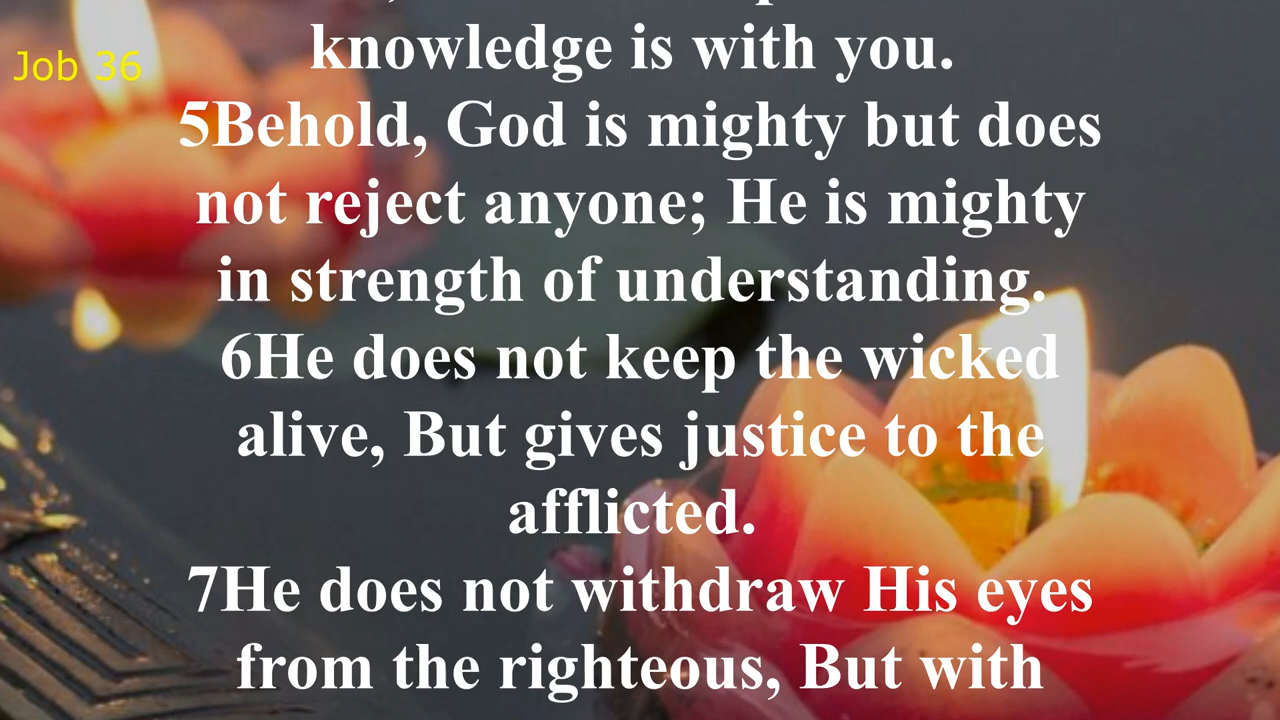 Job 36
knowledge is with you.
5Behold, God is mighty but does
not reject anyone; He is mighty
in strength of understanding.
6He does not keep the wicked
alive, But gives justice to the
afflicted.
7He does not withdraw His eyes
from the righteous, But with